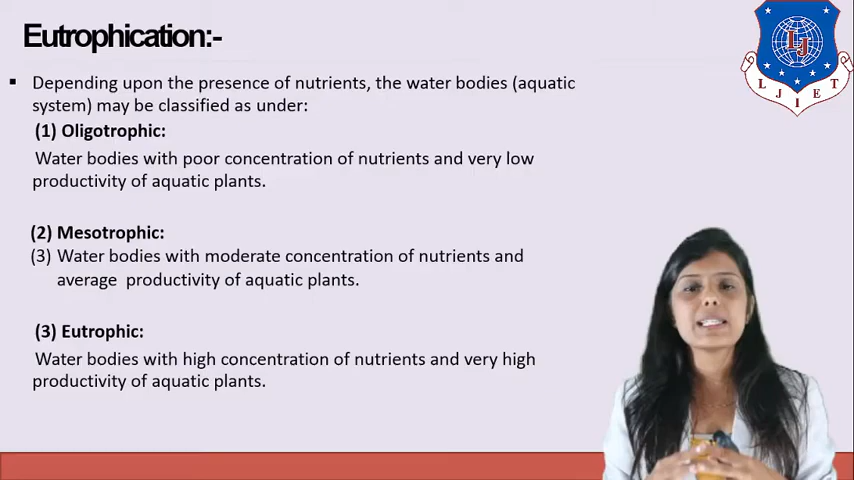 Eutrophication:-
▪ Depending upon the presence of nutrients, the water bodies (aquatic
system) may be classified as under:
(1) Oligotrophic:
Water bodies with poor concentration of nutrients and very low
productivity of aquatic plants.
(2) Mesotrophic:
(3) Water bodies with moderate concentration of nutrients and
average productivity of aquatic plants.
(3) Eutrophic:
Water bodies with high concentration of nutrients and very high
productivity of aquatic plants.
LJ
L J I E T